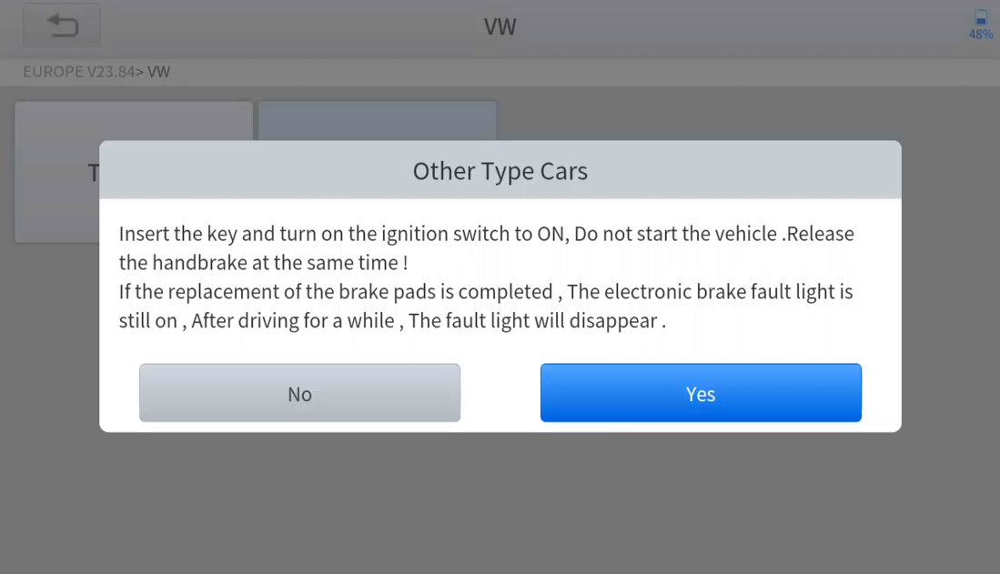 VW
48%
EUROPE V23.84> VW
T
Other Type Cars
Insert the key and turn on the ignition switch to ON, Do not start the vehicle .Release
the handbrake at the same time !
If the replacement of the brake pads is completed , The electronic brake fault light is
still on , After driving for a while , The fault light will disappear .
No
Yes